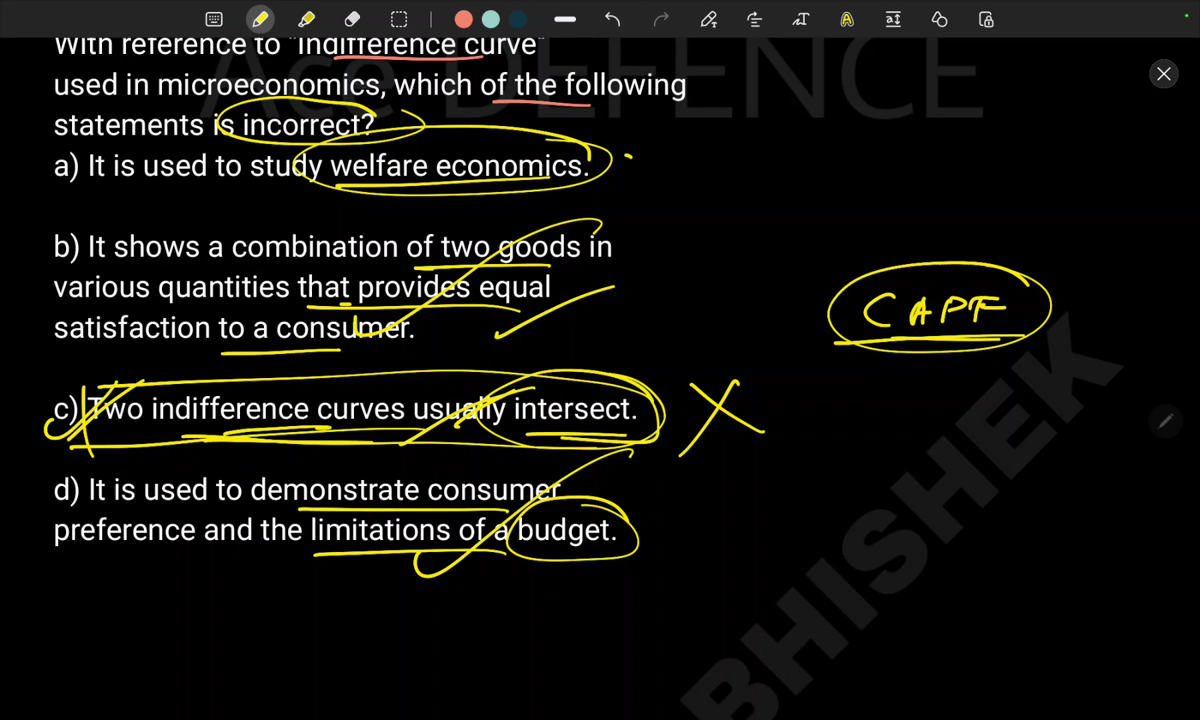 Ace DEFENCE
With reference to "Indifference curve"
used in microeconomics, which of the following
statements is incorrect?
a) It is used to study welfare economics.
b) It shows a combination of two goods in
various quantities that provides equal
satisfaction to a consumer.
CAPF
c) Two indifference curves usually intersect.
d) It is used to demonstrate consumer
preference and the limitations of a budget.
BHISHEK